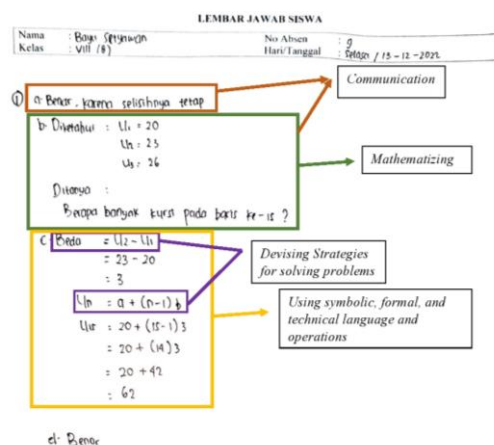 LEMBAR JAWAB SISWA
Nama : Bayu Setyawan
Kelas : VIII (B)
No Absen : 9
Hari/Tanggal : Selasa / 13-12-2022
Communication
① a. Benar, karena selisihnya tetap
b. Diketahui : U₁ = 20
U₂ = 23
U₃ = 26
Mathematizing
Ditanya :
Berapa banyak kursi pada baris ke-15 ?
c. Beda = U₂ - U₁
= 23 - 20
= 3
Devising Strategies
for solving problems
Un = a + (n-1) b
U₁₅ = 20 + (15-1) 3
= 20 + (14) 3
= 20 + 42
= 62
Using symbolic, formal, and
technical language and
operations
d. Benar